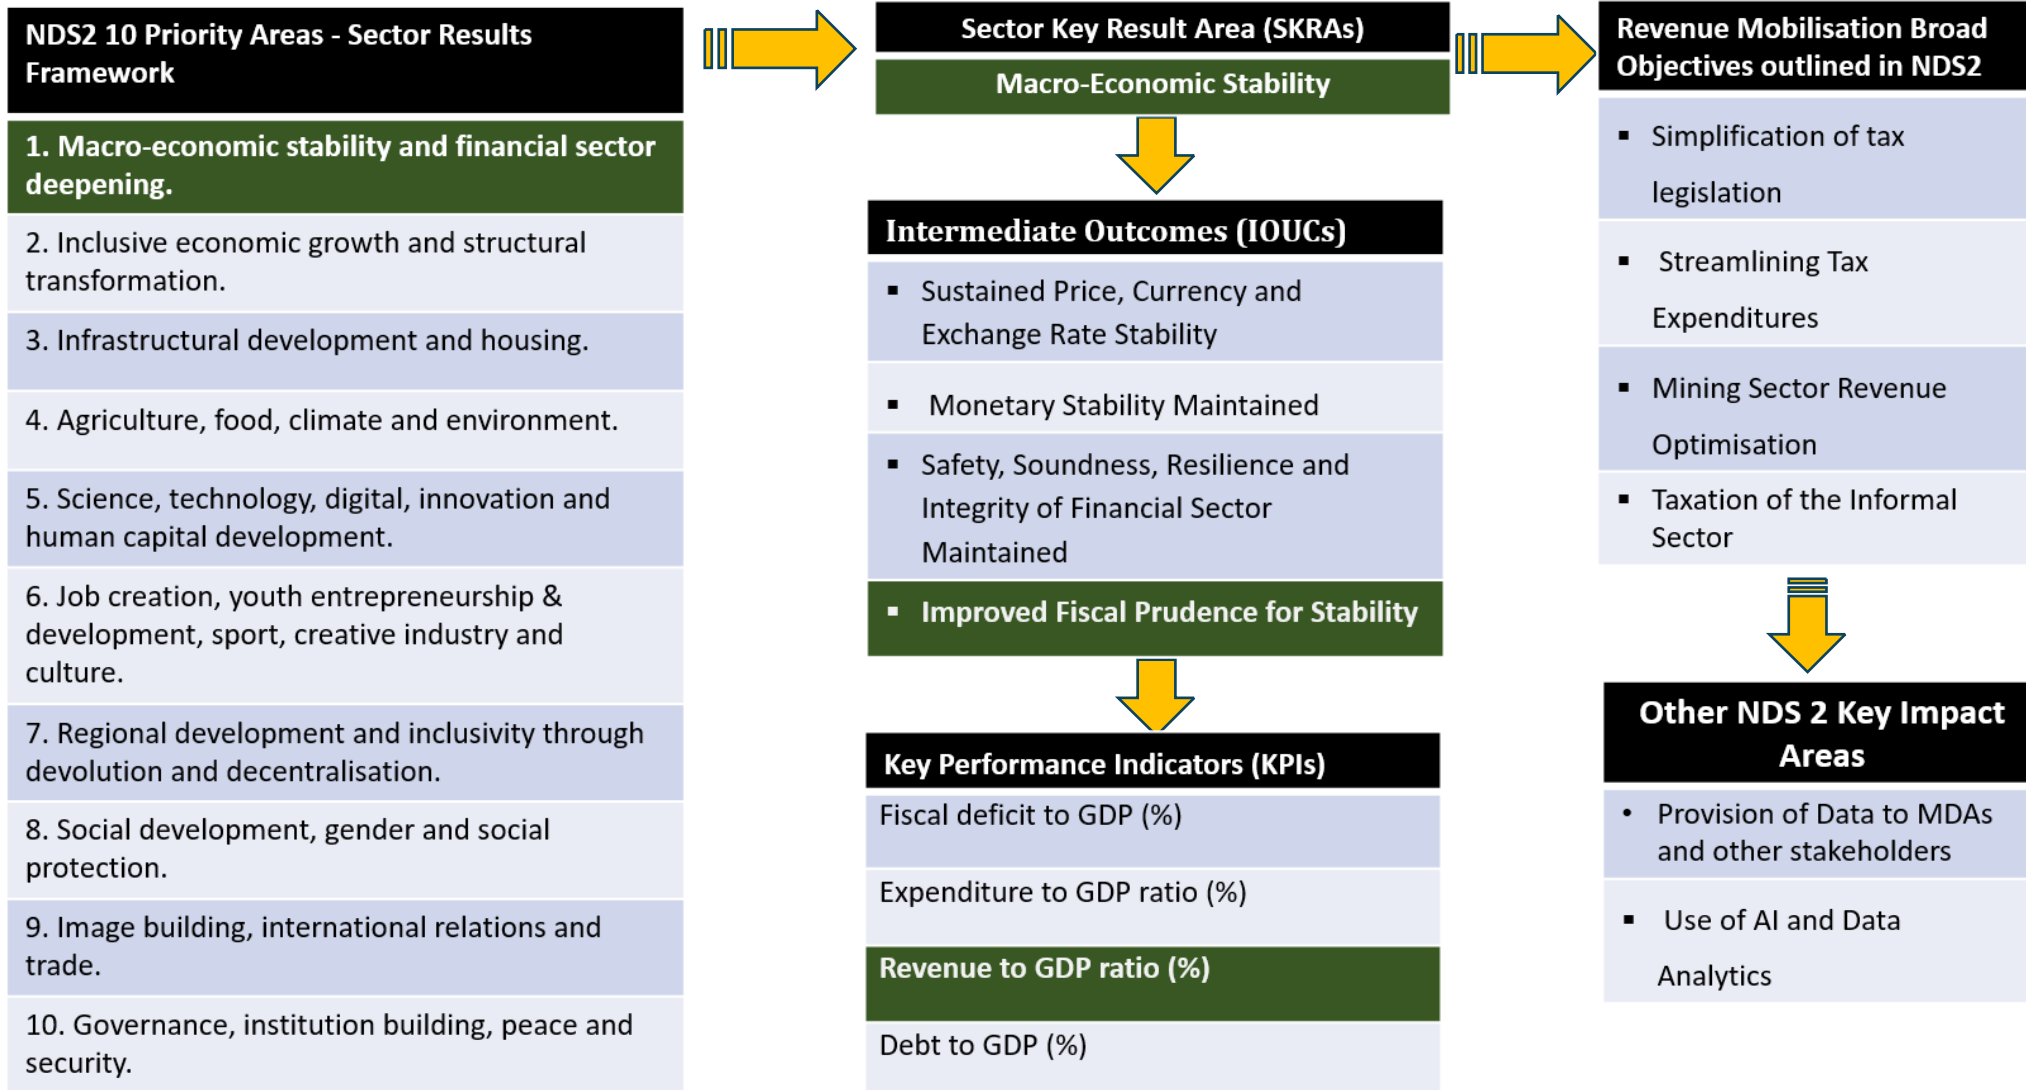 NDS2 10 Priority Areas - Sector Results
Framework
1. Macro-economic stability and financial sector
deepening.
2. Inclusive economic growth and structural
transformation.
3. Infrastructural development and housing.
4. Agriculture, food, climate and environment.
5. Science, technology, digital, innovation and
human capital development.
6. Job creation, youth entrepreneurship &
development, sport, creative industry and
culture.
7. Regional development and inclusivity through
devolution and decentralisation.
8. Social development, gender and social
protection.
9. Image building, international relations and
trade.
10. Governance, institution building, peace and
security.
Sector Key Result Area (SKRAs)
Macro-Economic Stability
Intermediate Outcomes (IOUCs)
▪ Sustained Price, Currency and
Exchange Rate Stability
▪ Monetary Stability Maintained
▪ Safety, Soundness, Resilience and
Integrity of Financial Sector
Maintained
▪ Improved Fiscal Prudence for Stability
Key Performance Indicators (KPIs)
Fiscal deficit to GDP (%)
Expenditure to GDP ratio (%)
Revenue to GDP ratio (%)
Debt to GDP (%)
Revenue Mobilisation Broad
Objectives outlined in NDS2
▪ Simplification of tax
legislation
▪ Streamlining Tax
Expenditures
▪ Mining Sector Revenue
Optimisation
▪ Taxation of the Informal
Sector
Other NDS 2 Key Impact
Areas
• Provision of Data to MDAs
and other stakeholders
▪ Use of AI and Data
Analytics